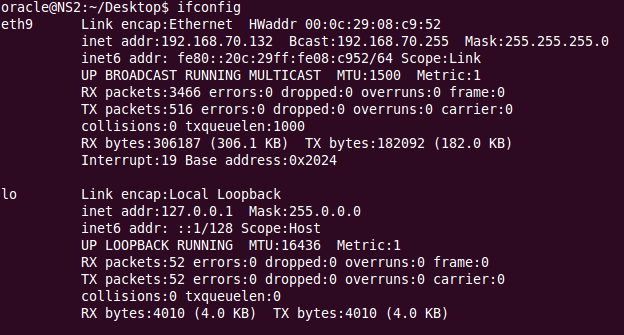 oracle@NS2:~/Desktop$ ifconfig
eth9      Link encap:Ethernet  HWaddr 00:0c:29:08:c9:52
          inet addr:192.168.70.132  Bcast:192.168.70.255  Mask:255.255.255.0
          inet6 addr: fe80::20c:29ff:fe08:c952/64 Scope:Link
          UP BROADCAST RUNNING MULTICAST  MTU:1500  Metric:1
          RX packets:3466 errors:0 dropped:0 overruns:0 frame:0
          TX packets:516 errors:0 dropped:0 overruns:0 carrier:0
          collisions:0 txqueuelen:1000
          RX bytes:306187 (306.1 KB)  TX bytes:182092 (182.0 KB)
          Interrupt:19 Base address:0x2024

lo        Link encap:Local Loopback
          inet addr:127.0.0.1  Mask:255.0.0.0
          inet6 addr: ::1/128 Scope:Host
          UP LOOPBACK RUNNING  MTU:16436  Metric:1
          RX packets:52 errors:0 dropped:0 overruns:0 frame:0
          TX packets:52 errors:0 dropped:0 overruns:0 carrier:0
          collisions:0 txqueuelen:0
          RX bytes:4010 (4.0 KB)  TX bytes:4010 (4.0 KB)